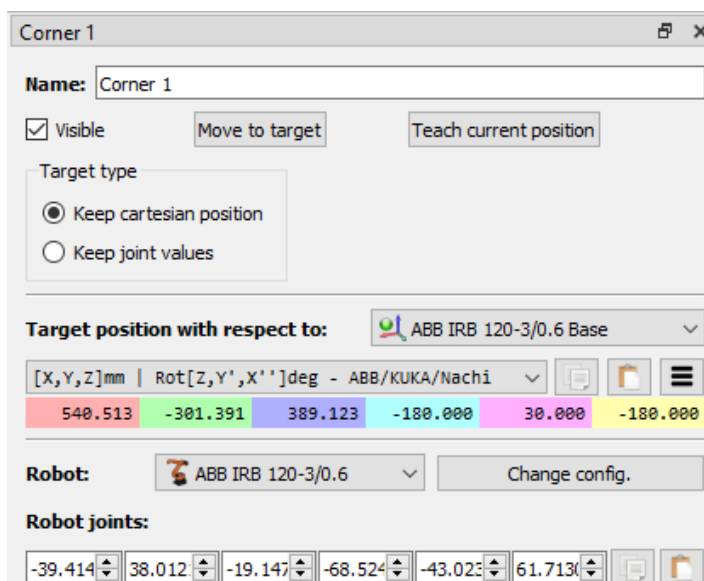 Corner 1
Name: Corner 1
Visible Move to target Teach current position
Target type
Keep cartesian position
Keep joint values
Target position with respect to: ABB IRB 120-3/0.6 Base
[X,Y,Z]mm | Rot[Z,Y',X'']deg - ABB/KUKA/Nachi
540.513 -301.391 389.123 -180.000 30.000 -180.000
Robot: ABB IRB 120-3/0.6 Change config.
Robot joints:
-39.414 38.012 -19.147 -68.524 -43.023 61.713